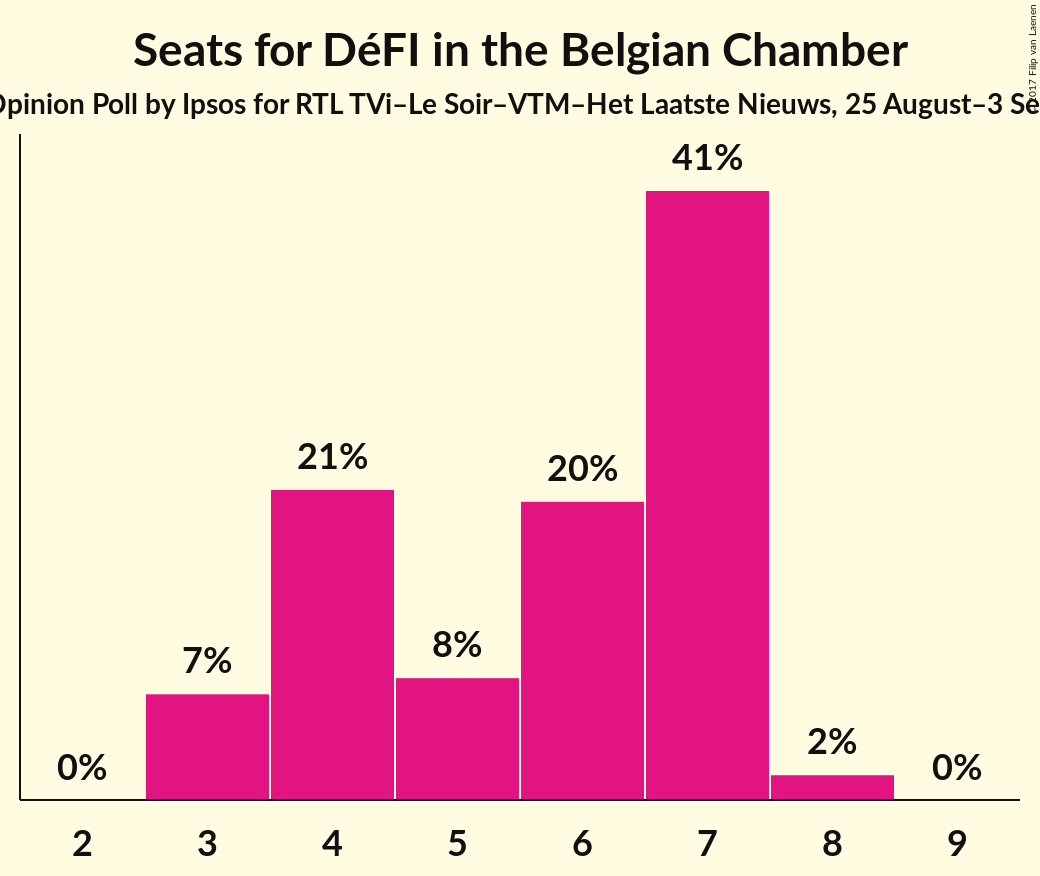 Seats for DéFI in the Belgian Chamber
Opinion Poll by Ipsos for RTL TVi–Le Soir–VTM–Het Laatste Nieuws, 25 August–3
41%
21%
20%
8%
7%
2%
0%
0%
2 3 4 5 6 7 8 9
2017 Filip van Laenen